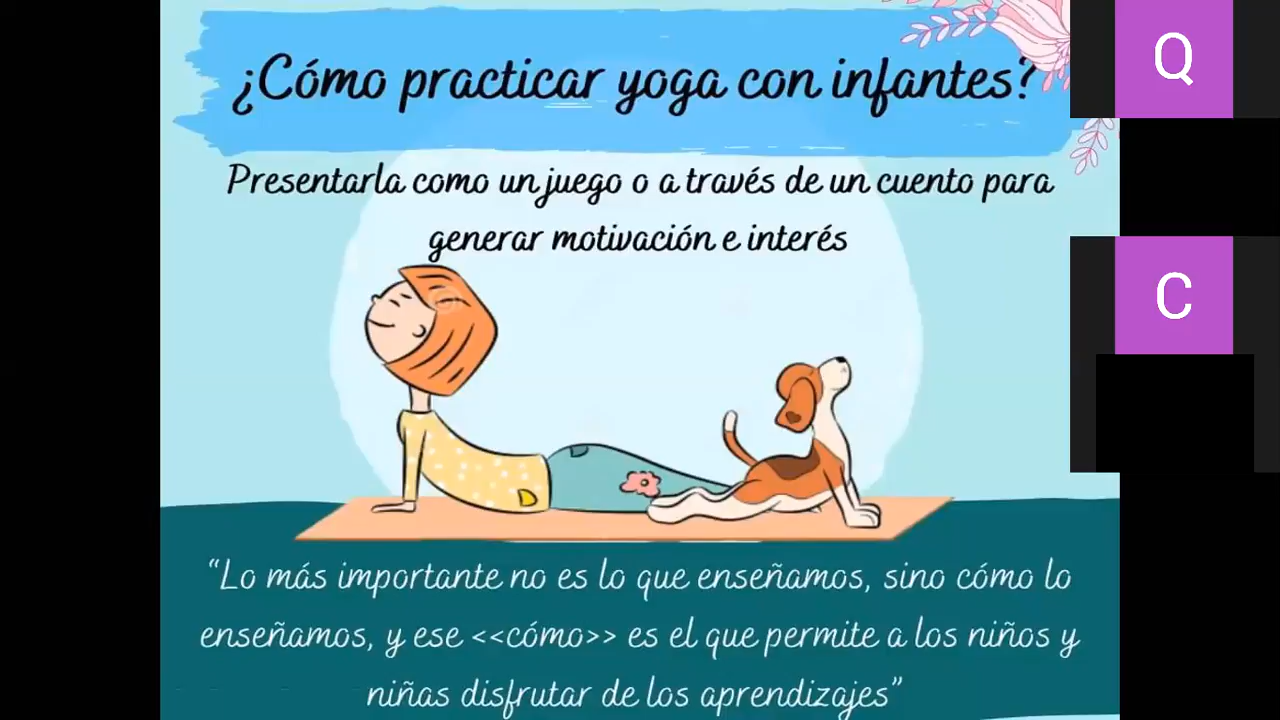 ¿Cómo practicar yoga con infantes?
Presentarla como un juego o a través de un cuento para
generar motivación e interés
“Lo más importante no es lo que enseñamos, sino cómo lo
enseñamos, y ese <<cómo>> es el que permite a los niños y
niñas disfrutar de los aprendizajes”
Q
C